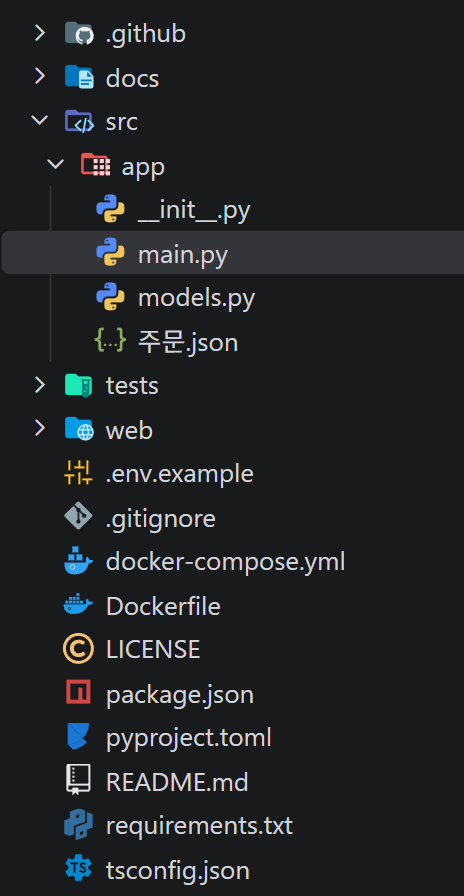 .github
docs
src
app
__init__.py
main.py
models.py
주문.json
tests
web
.env.example
.gitignore
docker-compose.yml
Dockerfile
LICENSE
package.json
pyproject.toml
README.md
requirements.txt
tsconfig.json